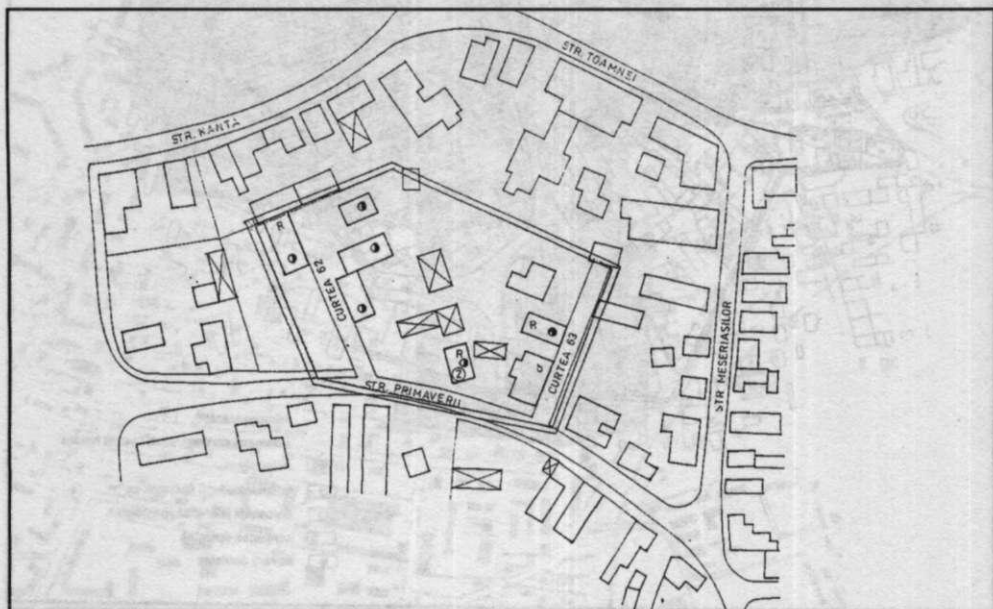 STR. TOAMNEI
STR. KANTA
R
CURTEA 62
R
CURTEA 63
R
2
STR. PRIMAVERII
STR MESERIASILOR